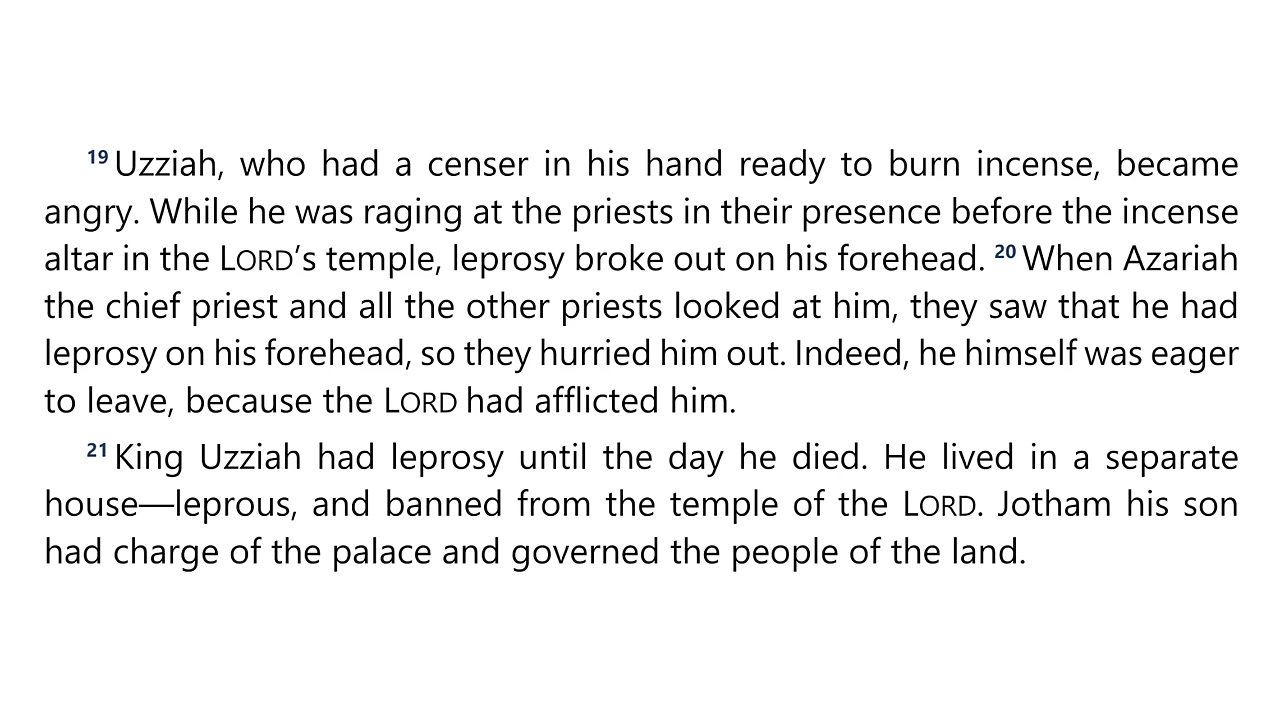 19 Uzziah, who had a censer in his hand ready to burn incense, became
angry. While he was raging at the priests in their presence before the incense
altar in the LORD’s temple, leprosy broke out on his forehead. 20 When Azariah
the chief priest and all the other priests looked at him, they saw that he had
leprosy on his forehead, so they hurried him out. Indeed, he himself was eager
to leave, because the LORD had afflicted him.
21 King Uzziah had leprosy until the day he died. He lived in a separate
house—leprous, and banned from the temple of the LORD. Jotham his son
had charge of the palace and governed the people of the land.